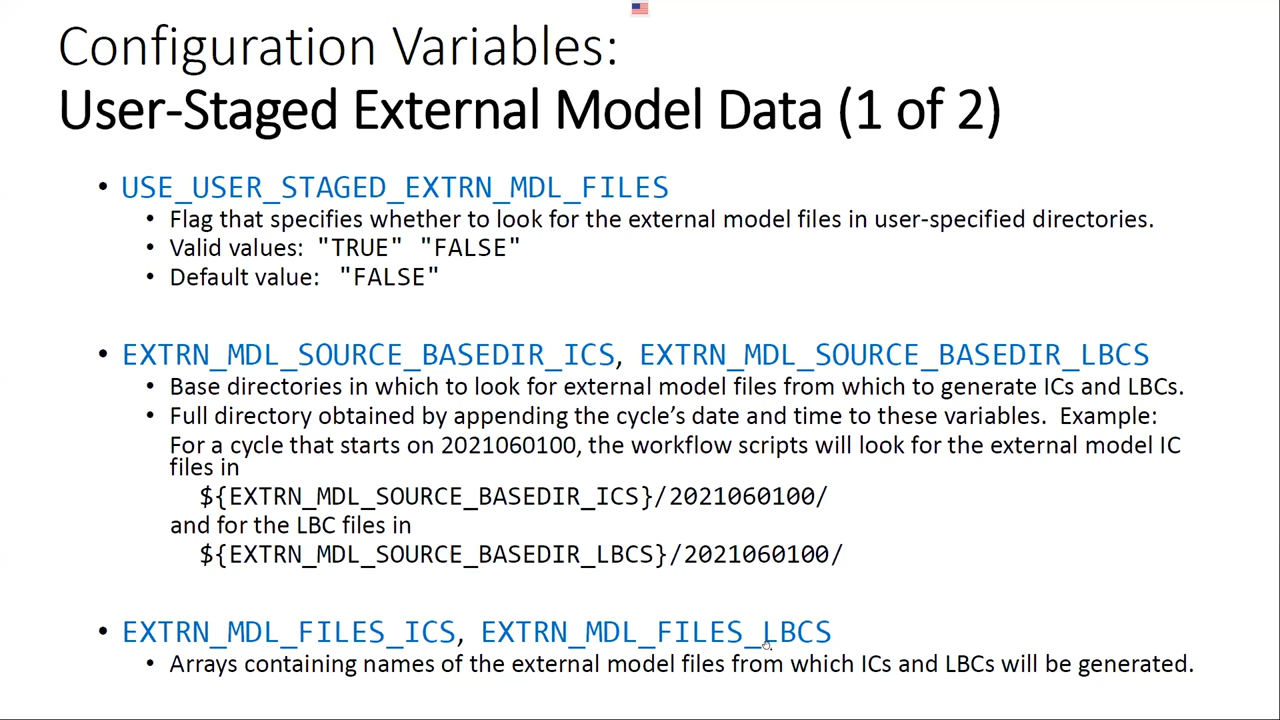 Configuration Variables:
User-Staged External Model Data (1 of 2)
• USE_USER_STAGED_EXTRN_MDL_FILES
• Flag that specifies whether to look for the external model files in user-specified directories.
• Valid values: "TRUE" "FALSE"
• Default value: "FALSE"
• EXTRN_MDL_SOURCE_BASEDIR_ICS, EXTRN_MDL_SOURCE_BASEDIR_LBCS
• Base directories in which to look for external model files from which to generate ICs and LBCs.
• Full directory obtained by appending the cycle’s date and time to these variables. Example:
For a cycle that starts on 2021060100, the workflow scripts will look for the external model IC
files in
${EXTRN_MDL_SOURCE_BASEDIR_ICS}/2021060100/
and for the LBC files in
${EXTRN_MDL_SOURCE_BASEDIR_LBCS}/2021060100/
• EXTRN_MDL_FILES_ICS, EXTRN_MDL_FILES_LBCS
• Arrays containing names of the external model files from which ICs and LBCs will be generated.